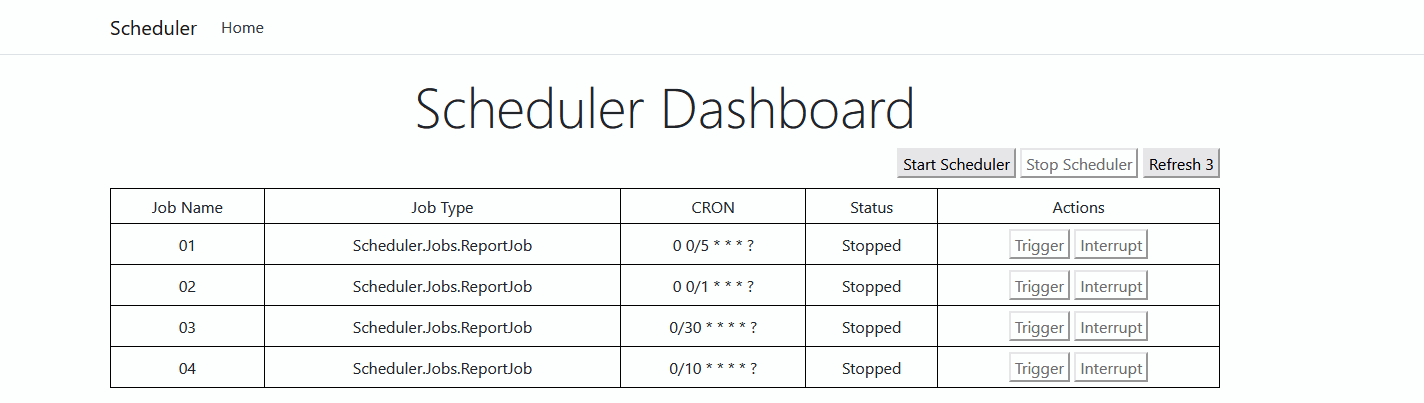 Scheduler Home
Scheduler Dashboard
Start Scheduler Stop Scheduler Refresh 3
Job Name Job Type CRON Status Actions
01 Scheduler.Jobs.ReportJob 0 0/5 * * * ? Stopped Trigger Interrupt
02 Scheduler.Jobs.ReportJob 0 0/1 * * * ? Stopped Trigger Interrupt
03 Scheduler.Jobs.ReportJob 0/30 * * * * ? Stopped Trigger Interrupt
04 Scheduler.Jobs.ReportJob 0/10 * * * * ? Stopped Trigger Interrupt